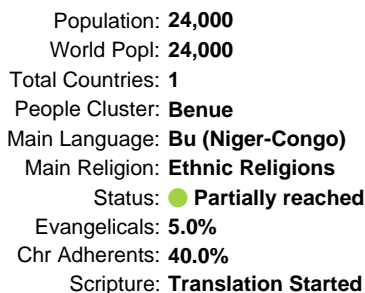 Population: 24,000
World Popl: 24,000
Total Countries: 1
People Cluster: Benue
Main Language: Bu (Niger-Congo)
Main Religion: Ethnic Religions
Status: Partially reached
Evangelicals: 5.0%
Chr Adherents: 40.0%
Scripture: Translation Started